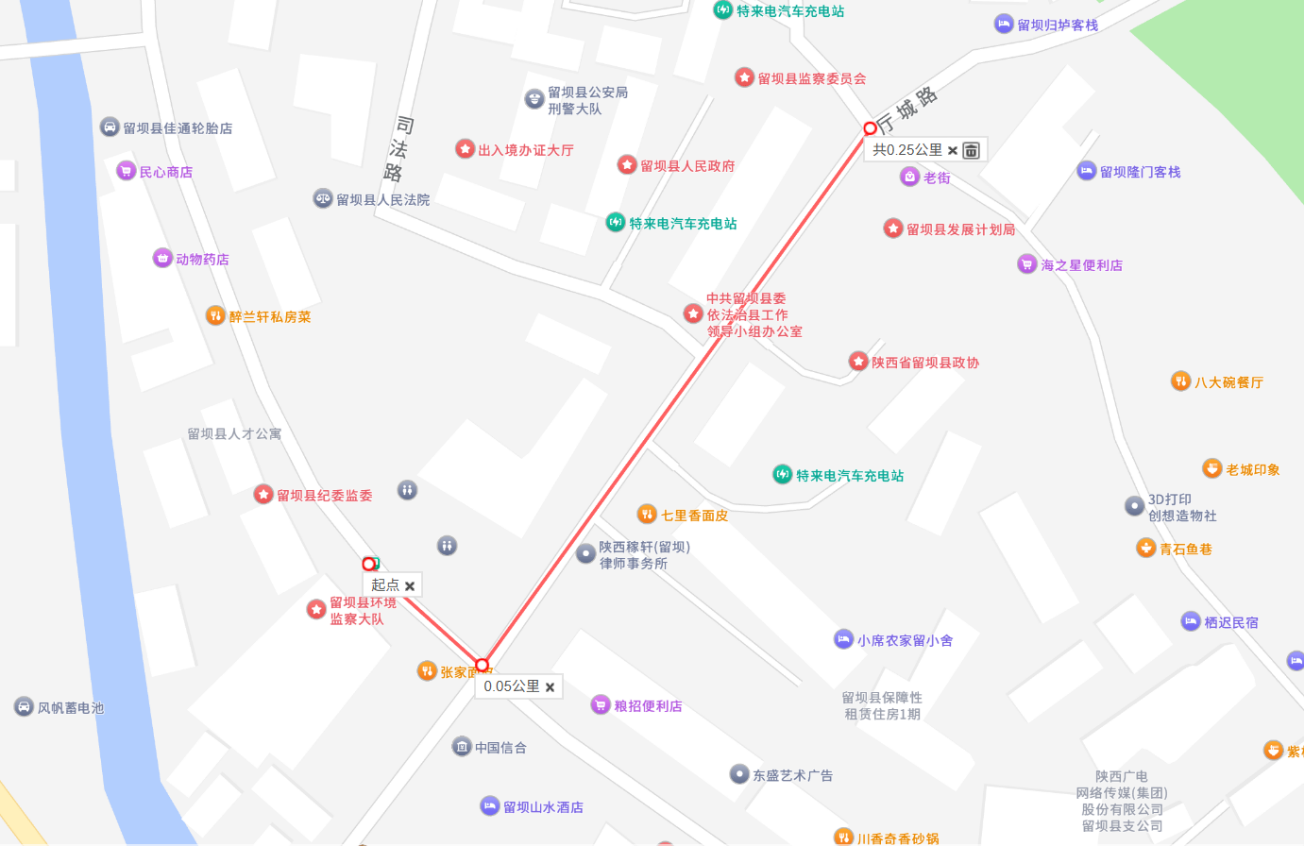 特来电汽车充电站
留坝归垆客栈
留坝县监察委员会
留坝县公安局
刑警大队
厅城路
留坝县佳通轮胎店
司法路
出入境办证大厅
共0.25公里
民心商店
留坝县人民政府
老街
留坝隆门客栈
留坝县人民法院
特来电汽车充电站
留坝县发展计划局
动物药店
海之星便利店
中共留坝县委
依法治县工作
领导小组办公室
醉兰轩私房菜
陕西省留坝县政协
八大碗餐厅
留坝县人才公寓
老城印象
特来电汽车充电站
留坝县纪委监委
3D打印
创想造物社
七里香面皮
陕西稼轩(留坝)
律师事务所
青石鱼巷
起点
留坝县环境
监察大队
栖迟民宿
小席农家留小舍
张家面
0.05公里
留坝县保障性
租赁住房1期
风帆蓄电池
粮招便利店
中国信合
紫
东盛艺术广告
陕西广电
网络传媒(集团)
股份有限公司
留坝县支公司
留坝山水酒店
川香奇香砂锅